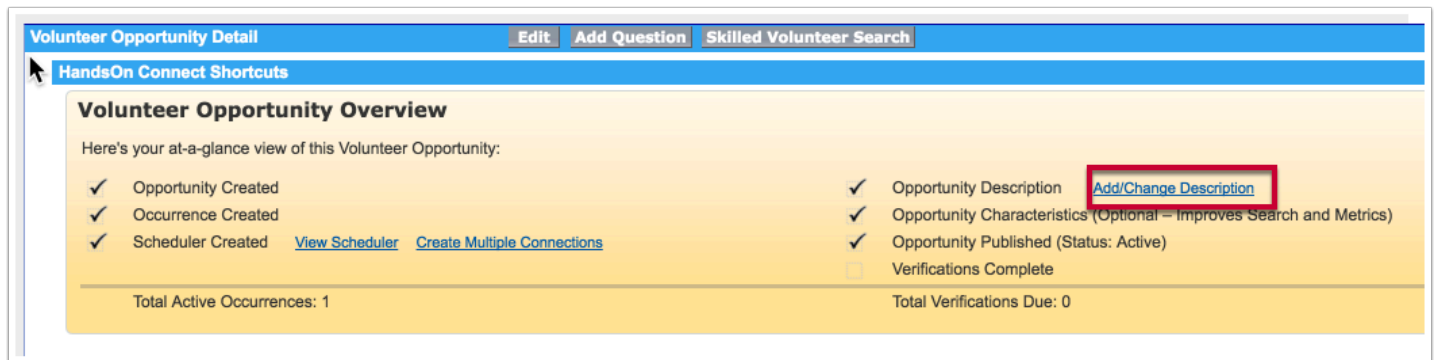 Volunteer Opportunity Detail Edit Add Question Skilled Volunteer Search
HandsOn Connect Shortcuts
Volunteer Opportunity Overview
Here's your at-a-glance view of this Volunteer Opportunity:
Opportunity Created
Occurrence Created
Scheduler Created View Scheduler Create Multiple Connections
Total Active Occurrences: 1
Opportunity Description Add/Change Description
Opportunity Characteristics (Optional – Improves Search and Metrics)
Opportunity Published (Status: Active)
Verifications Complete
Total Verifications Due: 0